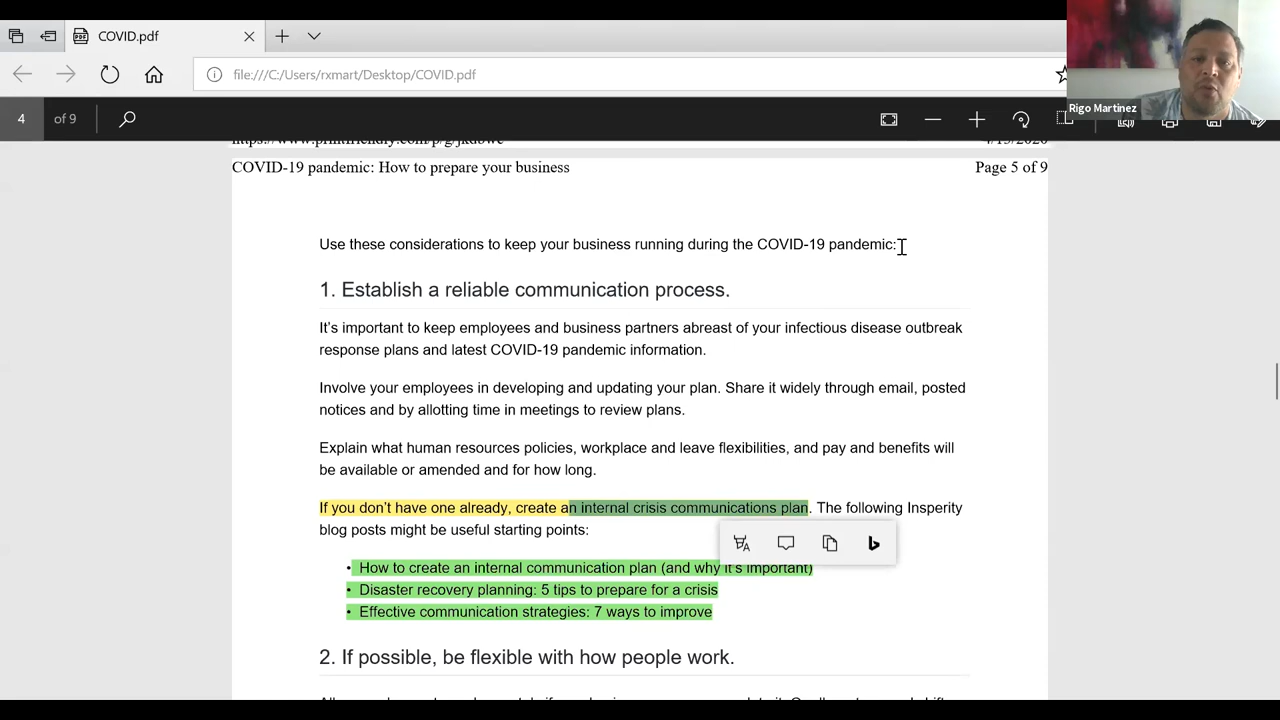 COVID.pdf
file:///C:/Users/rxmart/Desktop/COVID.pdf
Rigo Martinez
4 of 9
https://www.printfriendly.com/p/g/jkdbwc 4/13/2020
COVID-19 pandemic: How to prepare your business Page 5 of 9
Use these considerations to keep your business running during the COVID-19 pandemic:
1. Establish a reliable communication process.
It's important to keep employees and business partners abreast of your infectious disease outbreak
response plans and latest COVID-19 pandemic information.
Involve your employees in developing and updating your plan. Share it widely through email, posted
notices and by allotting time in meetings to review plans.
Explain what human resources policies, workplace and leave flexibilities, and pay and benefits will
be available or amended and for how long.
If you don't have one already, create an internal crisis communications plan. The following Insperity
blog posts might be useful starting points:
• How to create an internal communication plan (and why it's important)
• Disaster recovery planning: 5 tips to prepare for a crisis
• Effective communication strategies: 7 ways to improve
2. If possible, be flexible with how people work.